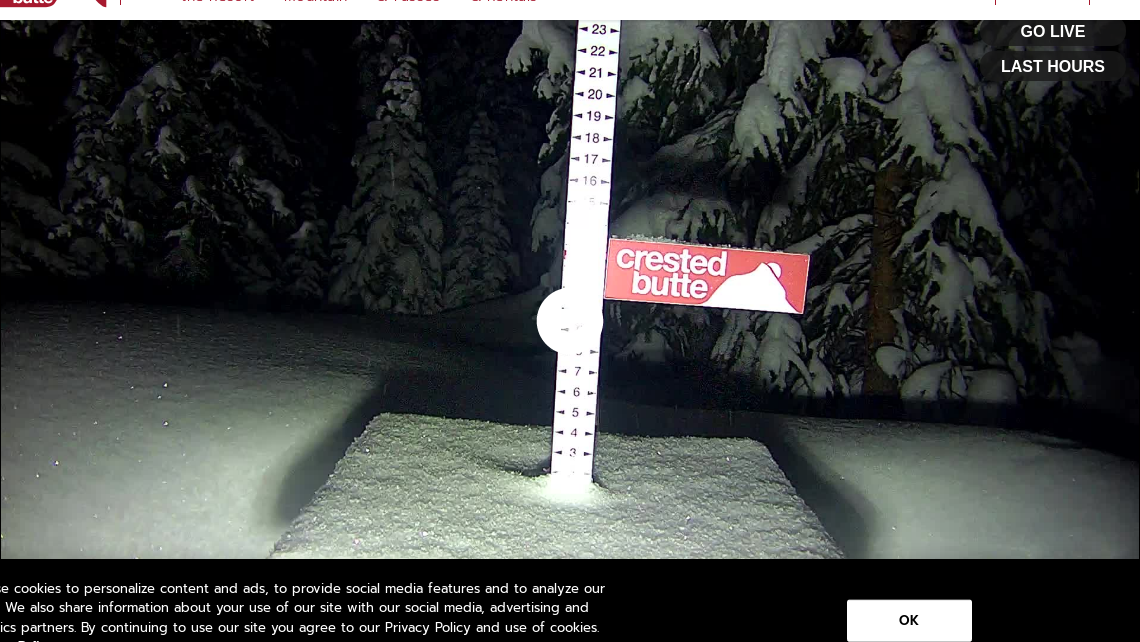 GO LIVE
LAST HOURS
23
22
21
20
19
18
17
16
crested
butte
7
6
5
4
3
se cookies to personalize content and ads, to provide social media features and to analyze our
We also share information about your use of our site with our social media, advertising and
ics partners. By continuing to use our site you agree to our Privacy Policy and use of cookies.
OK